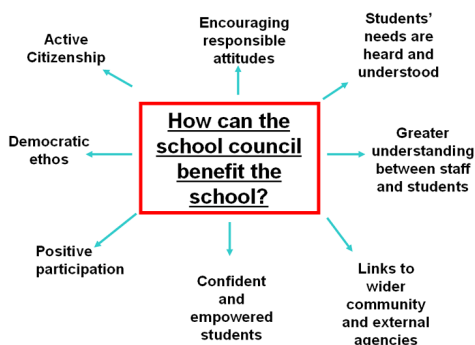 Active
Citizenship
Encouraging
responsible
attitudes
Students’
needs are
heard and
understood
Democratic
ethos
How can the
school council
benefit the
school?
Greater
understanding
between staff
and students
Positive
participation
Confident
and
empowered
students
Links to
wider
community
and external
agencies